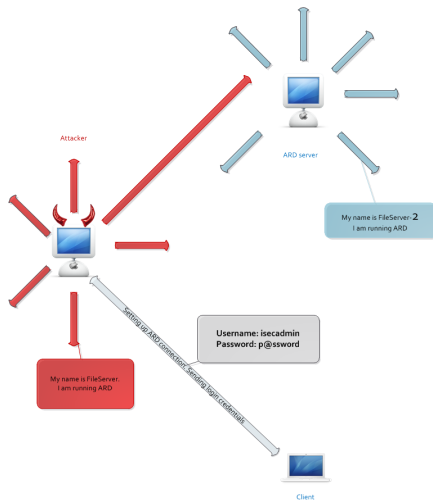 Attacker
ARD server
My name is FileServer-2
I am running ARD
Setting up ARD connection. Sending login credentials
Username: isecadmin
Password: p@ssword
My name is FileServer.
I am running ARD
Client